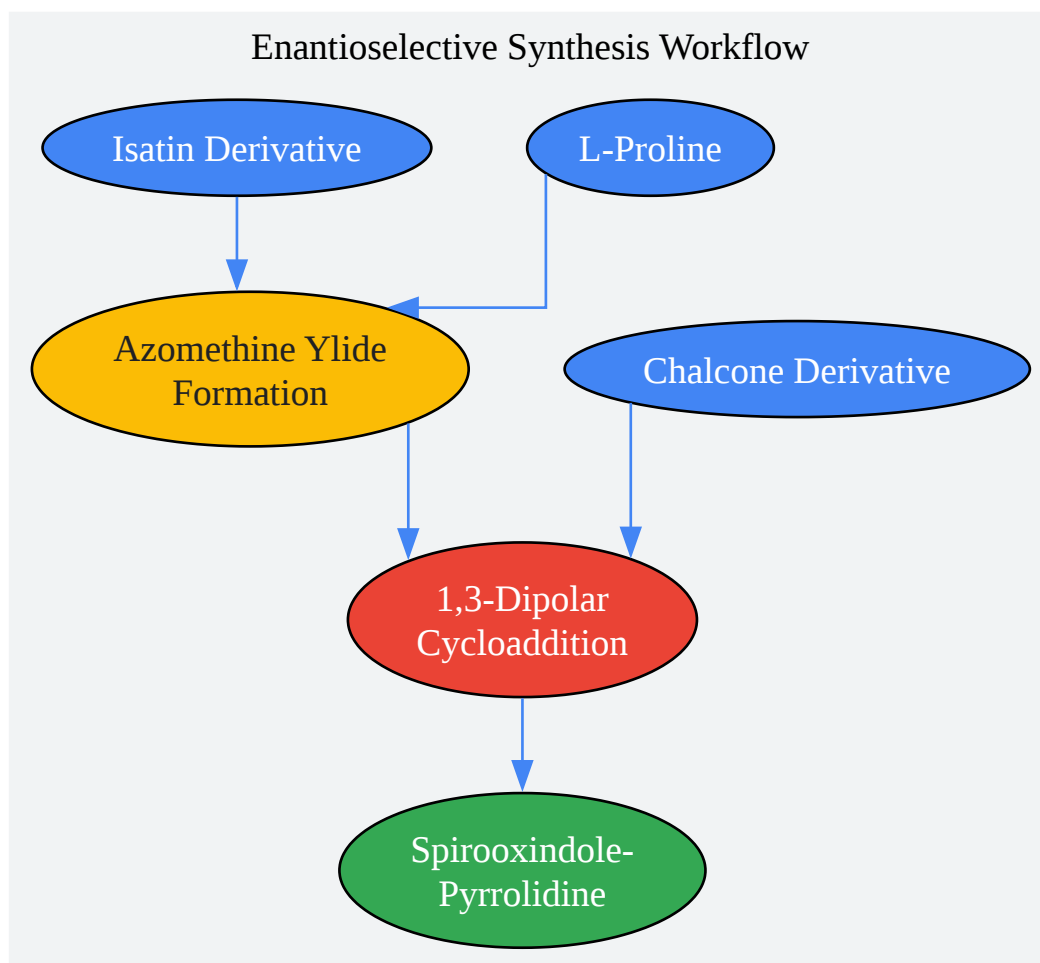 Enantioselective Synthesis Workflow
Isatin Derivative
L-Proline
Azomethine Ylide
Formation
Chalcone Derivative
1,3-Dipolar
Cycloaddition
Spirooxindole-
Pyrrolidine